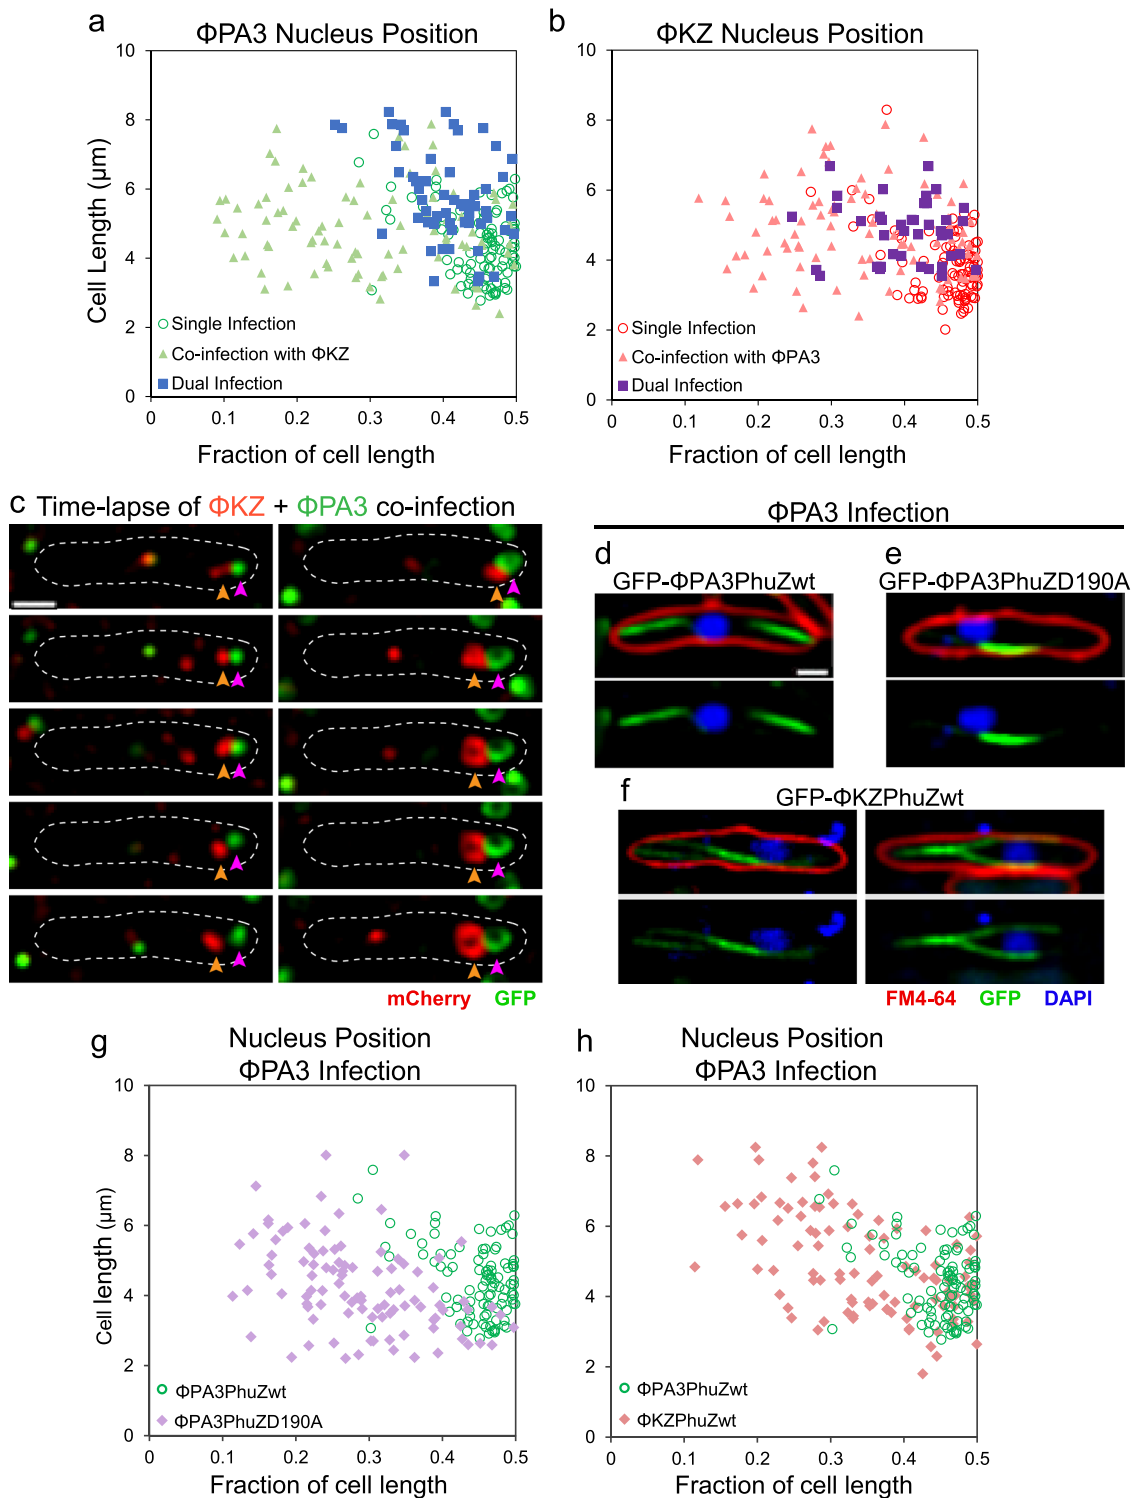 a
ΦPA3 Nucleus Position
Cell Length (μm)
10
8
6
4
2
0
Single Infection
Co-infection with ΦKZ
Dual Infection
0 0.1 0.2 0.3 0.4 0.5
Fraction of cell length
b
ΦKZ Nucleus Position
10
8
6
4
2
0
Single Infection
Co-infection with ΦPA3
Dual Infection
0 0.1 0.2 0.3 0.4 0.5
Fraction of cell length
c Time-lapse of ΦKZ + ΦPA3 co-infection
mCherry GFP
ΦPA3 Infection
d
GFP-ΦPA3PhuZwt
e
GFP-ΦPA3PhuZD190A
f
GFP-ΦKZPhuZwt
FM4-64 GFP DAPI
g
Nucleus Position
ΦPA3 Infection
Cell length (μm)
10
8
6
4
2
0
ΦPA3PhuZwt
ΦPA3PhuZD190A
0 0.1 0.2 0.3 0.4 0.5
Fraction of cell length
h
Nucleus Position
ΦPA3 Infection
10
8
6
4
2
0
ΦPA3PhuZwt
ΦKZPhuZwt
0 0.1 0.2 0.3 0.4 0.5
Fraction of cell length